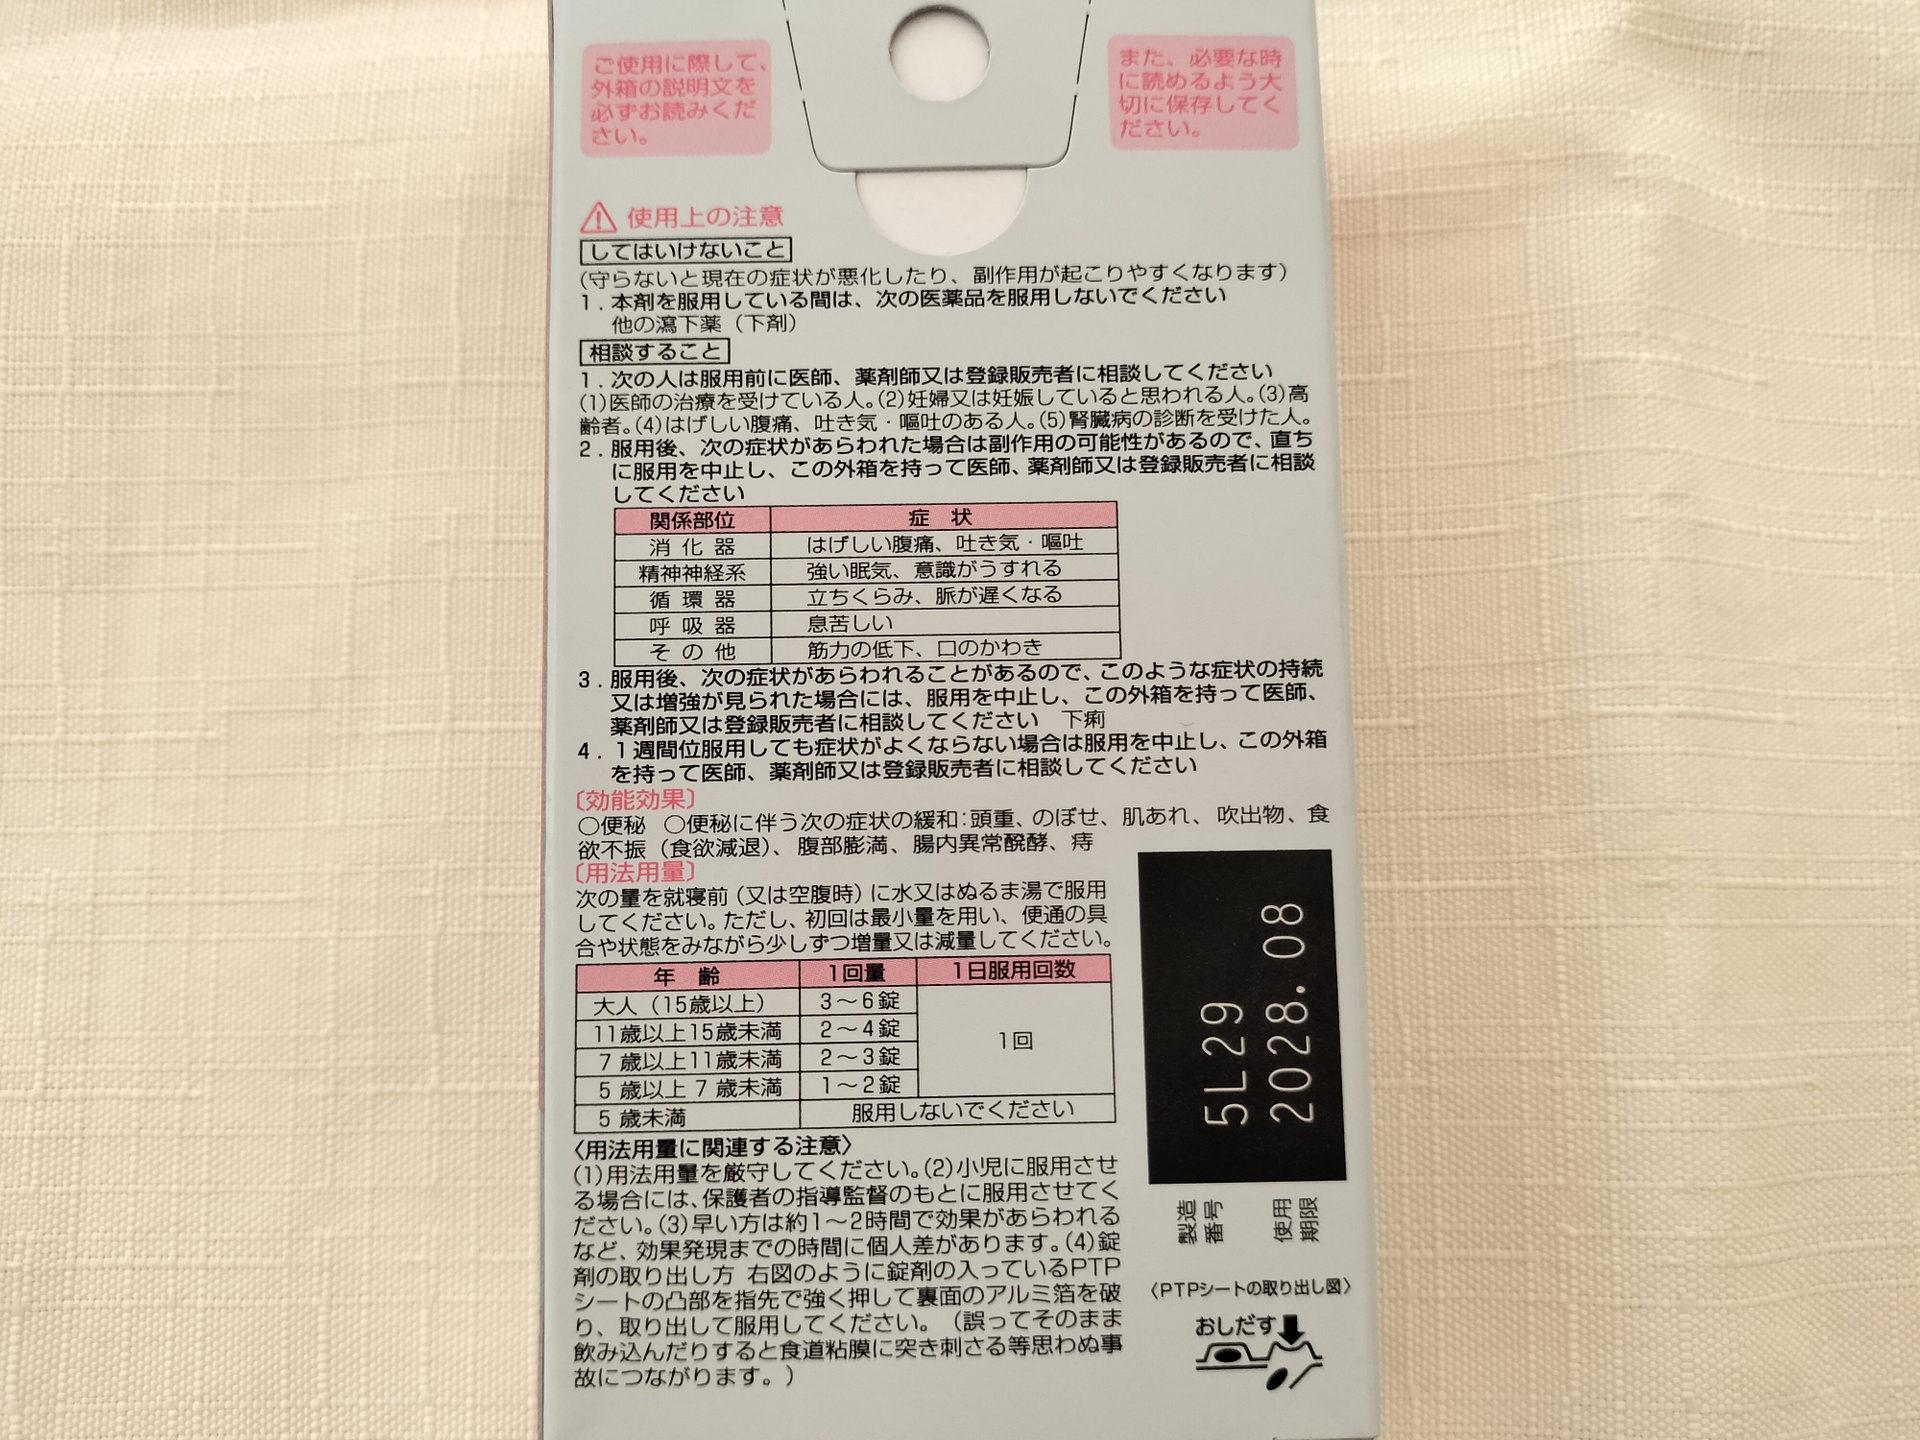 ご使用に際して、
外箱の説明文を
必ずお読みくだ
さい。
また、必要な時
に読めるよう大
切に保存してく
ださい。
使用上の注意
してはいけないこと
（守らないと現在の症状が悪化したり、副作用が起こりやすくなります）
1．本剤を服用している間は、次の医薬品を服用しないでください
他の瀉下薬（下剤）
相談すること
1．次の人は服用前に医師、薬剤師又は登録販売者に相談してください
(1)医師の治療を受けている人。(2)妊婦又は妊娠していると思われる人。(3)高
齢者。(4)はげしい腹痛、吐き気・嘔吐のある人。(5)腎臓病の診断を受けた人。
2．服用後、次の症状があらわれた場合は副作用の可能性があるので、直ち
に服用を中止し、この外箱を持って医師、薬剤師又は登録販売者に相談
してください
関係部位 症 状
消化器 はげしい腹痛、吐き気・嘔吐
精神神経系 強い眠気、意識がうすれる
循環器 立ちくらみ、脈が遅くなる
呼吸器 息苦しい
その他 筋力の低下、口のかわき
3．服用後、次の症状があらわれることがあるので、このような症状の持続
又は増強が見られた場合には、服用を中止し、この外箱を持って医師、
薬剤師又は登録販売者に相談してください 下痢
4．1週間位服用しても症状がよくならない場合は服用を中止し、この外箱
を持って医師、薬剤師又は登録販売者に相談してください
〔効能効果〕
○便秘 ○便秘に伴う次の症状の緩和:頭重、のぼせ、肌あれ、吹出物、食
欲不振（食欲減退）、腹部膨満、腸内異常醗酵、痔
〔用法用量〕
次の量を就寝前（又は空腹時）に水又はぬるま湯で服用
してください。ただし、初回は最小量を用い、便通の具
合や状態をみながら少しずつ増量又は減量してください。
年 齢 1回量 1日服用回数
大人（15歳以上） 3～6錠
11歳以上15歳未満 2～4錠
1回
7歳以上11歳未満 2～3錠
5歳以上7歳未満 1～2錠
5歳未満 服用しないでください
〈用法用量に関連する注意〉
(1)用法用量を厳守してください。(2)小児に服用させ
る場合には、保護者の指導監督のもとに服用させてく
ださい。(3)早い方は約1～2時間で効果があらわれる
など、効果発現までの時間に個人差があります。(4)錠
剤の取り出し方 右図のように錠剤の入っているPTP
シートの凸部を指先で強く押して裏面のアルミ箔を破
り、取り出して服用してください。（誤ってそのまま
飲み込んだりすると食道粘膜に突き刺さる等思わぬ事
故につながります。）
5L29
2028. 08
製造
番号
使用
期限
〈PTPシートの取り出し図〉
おしだす